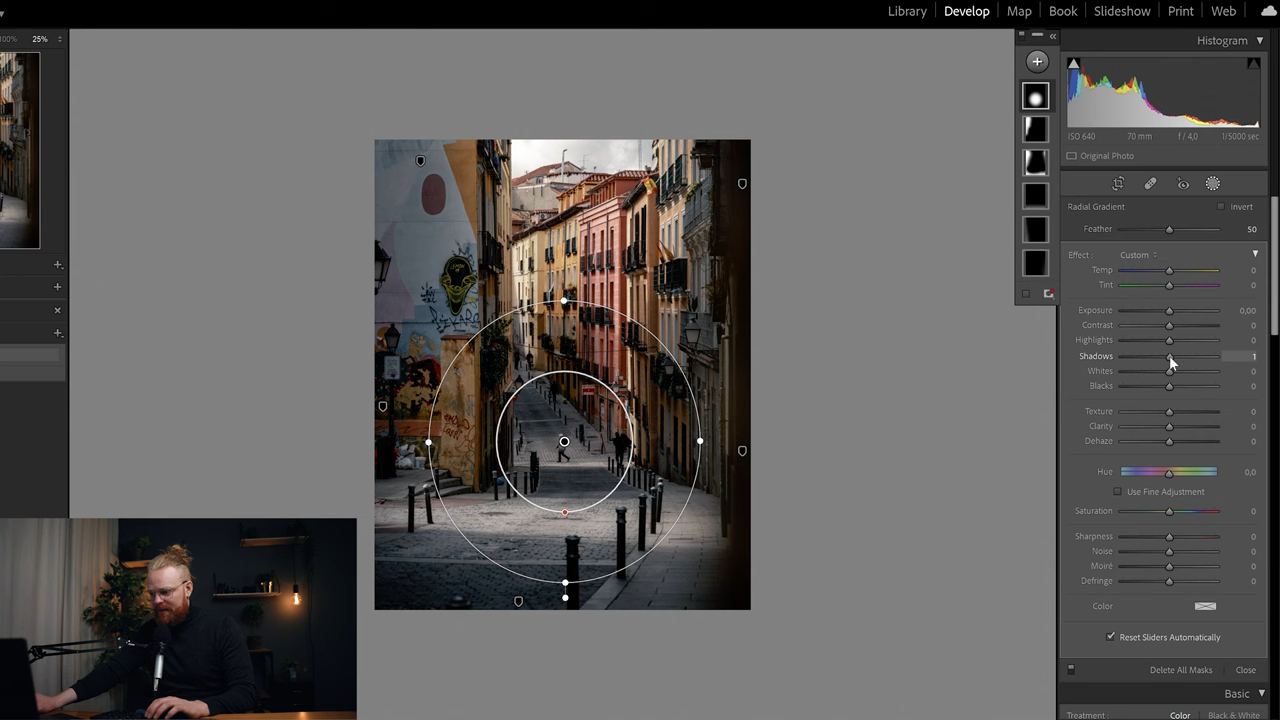 Library | Develop | Map | Book | Slideshow | Print | Web
100% 25%
Histogram
ISO 640 70 mm f / 4,0 1/5000 sec
Original Photo
Radial Gradient Invert
Feather 50
Effect : Custom
Temp 0
Tint 0
Exposure 0,00
Contrast 0
Highlights 0
Shadows 1
Whites 0
Blacks 0
Texture 0
Clarity 0
Dehaze 0
Hue 0,0
Use Fine Adjustment
Saturation 0
Sharpness 0
Noise 0
Moiré 0
Defringe 0
Color
Reset Sliders Automatically
Delete All Masks Close
Basic
Treatment : Color Black & White